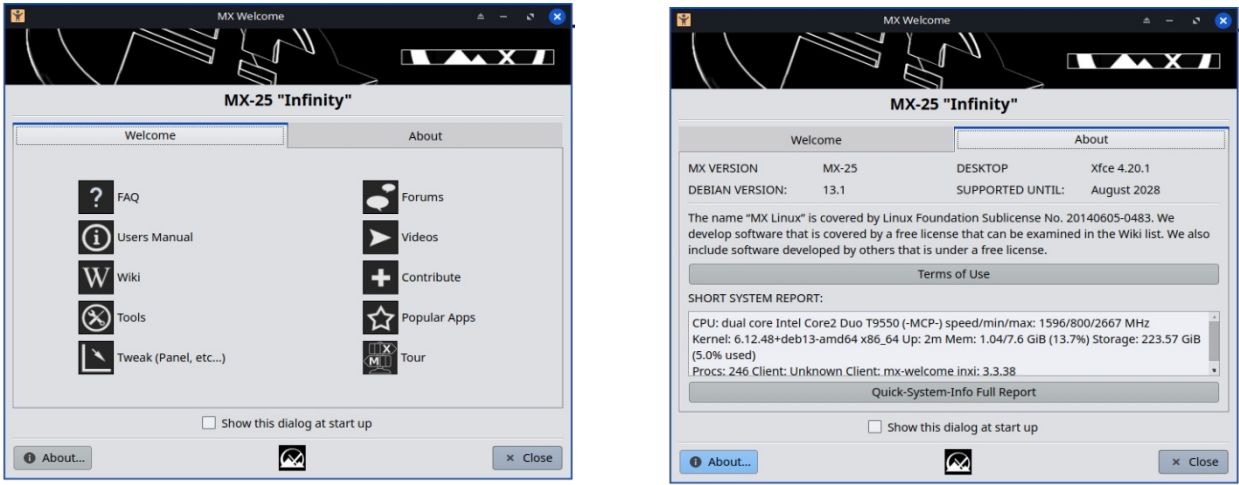 MX Welcome
MX
MX-25 "Infinity"
Welcome
About
FAQ
Forums
Users Manual
Videos
Wiki
Contribute
Tools
Popular Apps
Tweak (Panel, etc...)
Tour
Show this dialog at start up
About...
Close
MX Welcome
MX
MX-25 "Infinity"
Welcome
About
MX VERSION MX-25 DESKTOP Xfce 4.20.1
DEBIAN VERSION: 13.1 SUPPORTED UNTIL: August 2028
The name “MX Linux” is covered by Linux Foundation Sublicense No. 20140605-0483. We
develop software that is covered by a free license that can be examined in the Wiki list. We also
include software developed by others that is under a free license.
Terms of Use
SHORT SYSTEM REPORT:
CPU: dual core Intel Core2 Duo T9550 (-MCP-) speed/min/max: 1596/800/2667 MHz
Kernel: 6.12.48+deb13-amd64 x86_64 Up: 2m Mem: 1.04/7.6 GiB (13.7%) Storage: 223.57 GiB
(5.0% used)
Procs: 246 Client: Unknown Client: mx-welcome inxi: 3.3.38
Quick-System-Info Full Report
Show this dialog at start up
About...
Close